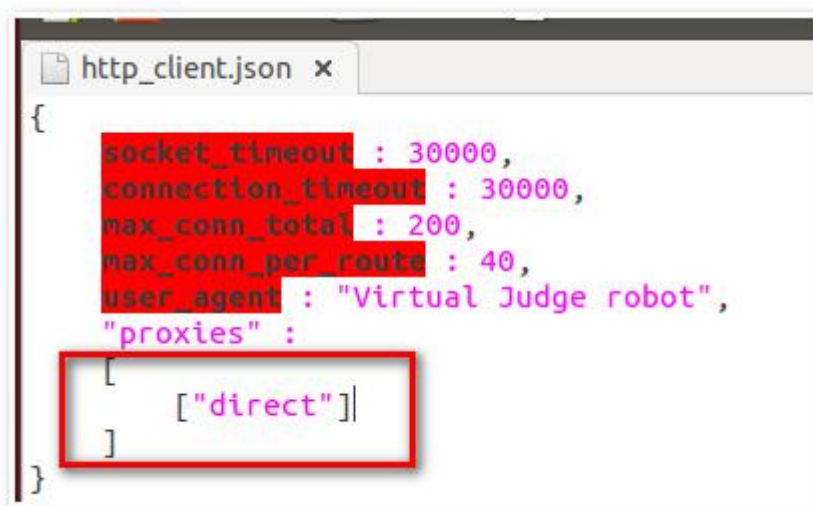 http_client.json ×
{
socket_timeout : 30000,
connection_timeout : 30000,
max_conn_total : 200,
max_conn_per_route : 40,
user_agent : "Virtual Judge robot",
"proxies" :
[
["direct"]
]
}